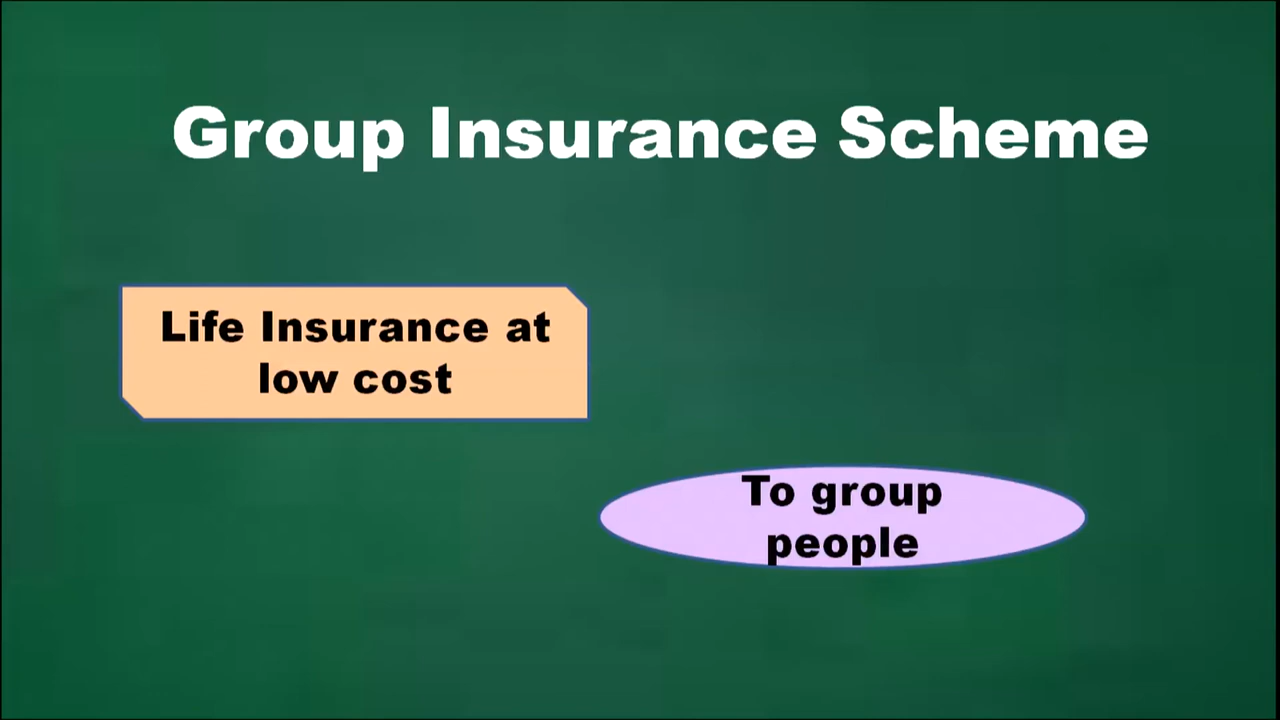 Group Insurance Scheme
Life Insurance at
low cost
To group
people